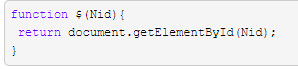 function $(Nid){
return document.getElementById(Nid);
}